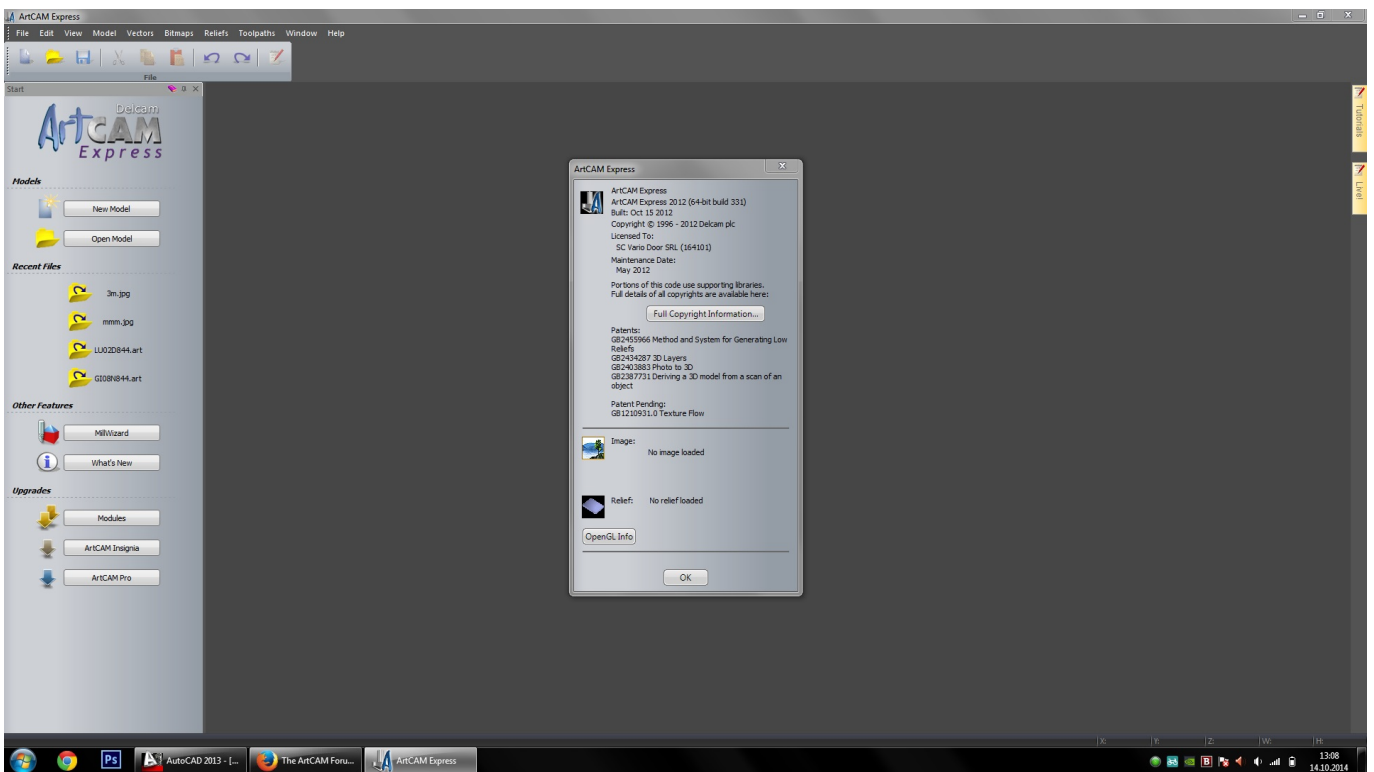 ArtCAM Express
File Edit View Model Vectors Bitmaps Reliefs Toolpaths Window Help
File
Start
Delcam
ArtCAM
Express
Models
New Model
Open Model
Recent Files
3m.jpg
mmm.jpg
LU02D844.art
GI08N844.art
Other Features
MillWizard
What's New
Upgrades
Modules
ArtCAM Insignia
ArtCAM Pro
ArtCAM Express
ArtCAM Express
ArtCAM Express 2012 (64-bit build 331)
Built: Oct 15 2012
Copyright © 1996 - 2012 Delcam plc
Licensed To:
SC Vario Door SRL (164101)
Maintenance Date:
May 2012
Portions of this code use supporting libraries.
Full details of all copyrights are available here:
Full Copyright Information...
Patents:
GB2455966 Method and System for Generating Low
Reliefs
GB2434287 3D Layers
GB2403883 Photo to 3D
GB2387731 Deriving a 3D model from a scan of an
object
Patent Pending:
GB1210931.0 Texture Flow
Image:
No image loaded
Relief: No relief loaded
OpenGL Info
OK
Tutorials
Live!
X: Y: Z: W: H:
Ps
AutoCAD 2013 - [...
The ArtCAM Foru...
ArtCAM Express
B
13:08
14.10.2014